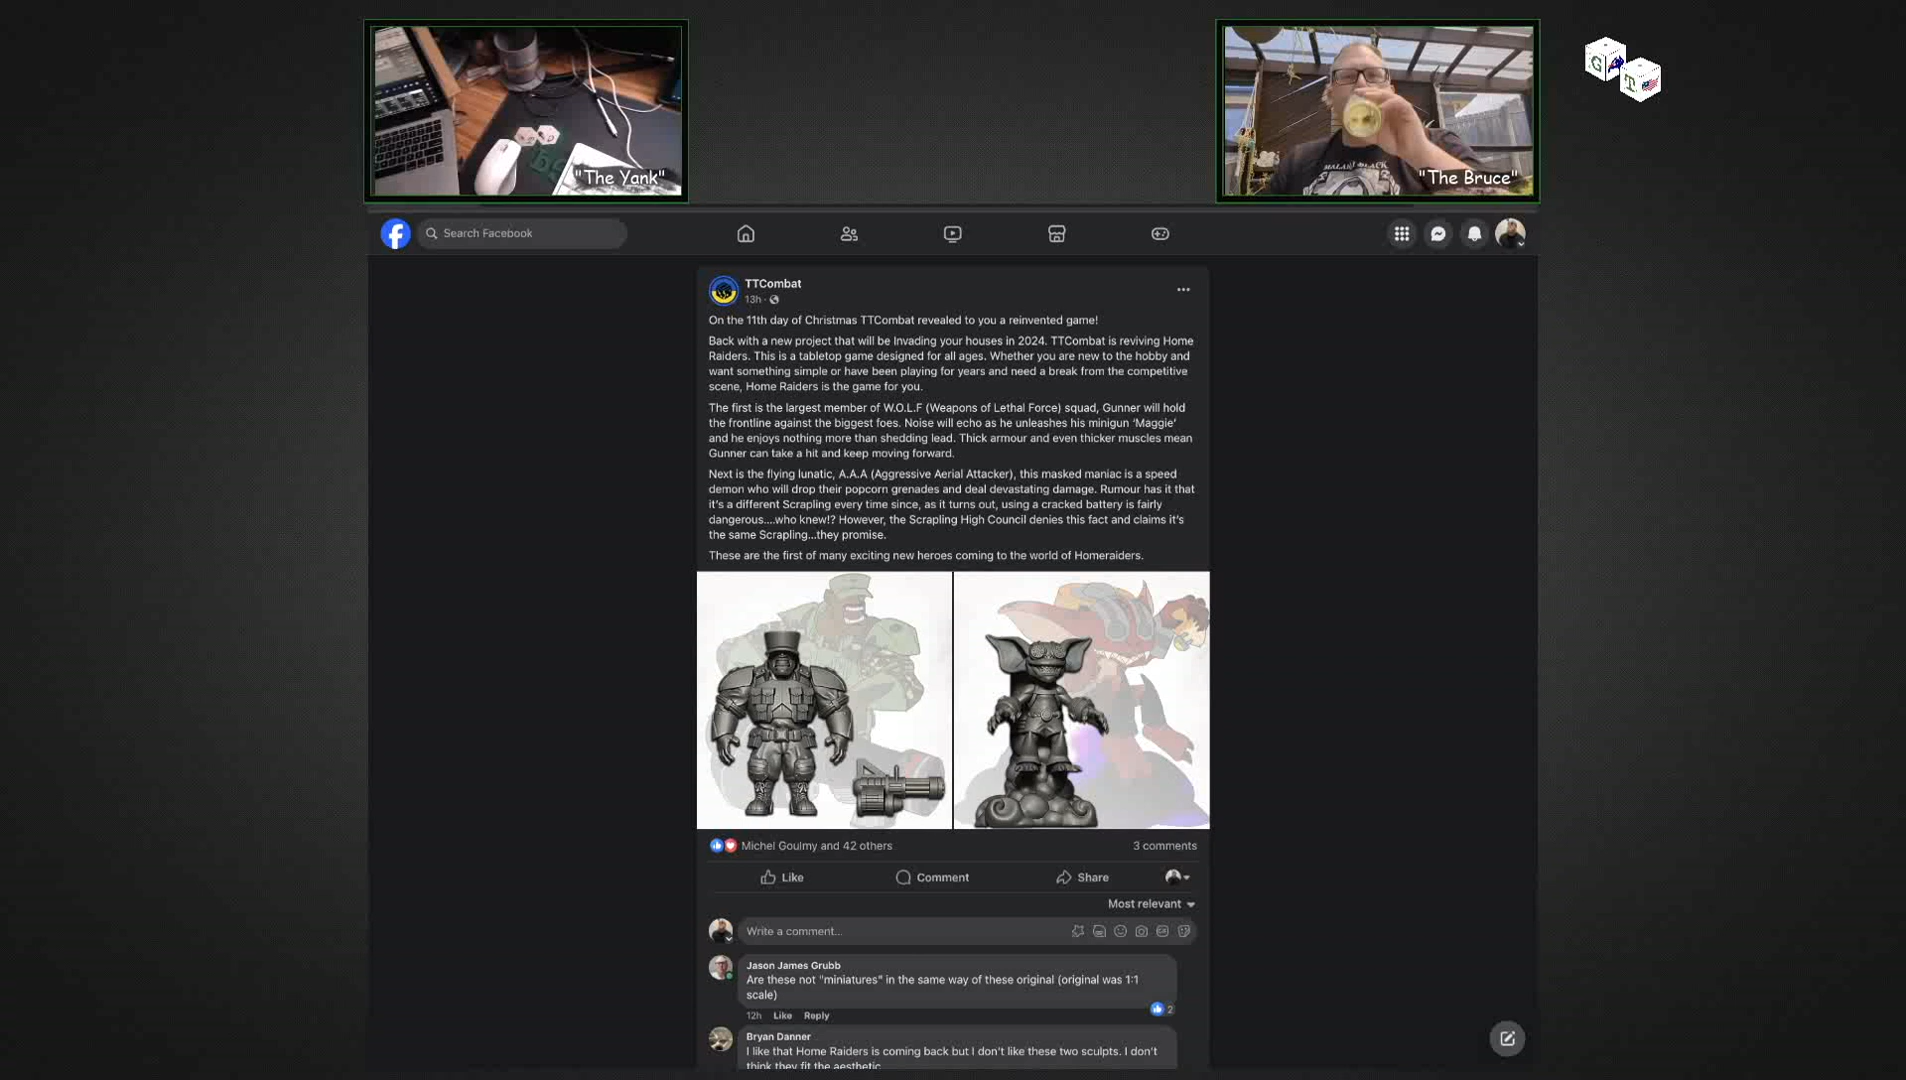 "The Yank"
"The Bruce"
G
T
Search Facebook
TTCombat
13h ·
On the 11th day of Christmas TTCombat revealed to you a reinvented game!
Back with a new project that will be Invading your houses in 2024. TTCombat is reviving Home
Raiders. This is a tabletop game designed for all ages. Whether you are new to the hobby and
want something simple or have been playing for years and need a break from the competitive
scene, Home Raiders is the game for you.
The first is the largest member of W.O.L.F (Weapons of Lethal Force) squad, Gunner will hold
the frontline against the biggest foes. Noise will echo as he unleashes his minigun ‘Maggie’
and he enjoys nothing more than shedding lead. Thick armour and even thicker muscles mean
Gunner can take a hit and keep moving forward.
Next is the flying lunatic, A.A.A (Aggressive Aerial Attacker), this masked maniac is a speed
demon who will drop their popcorn grenades and deal devastating damage. Rumour has it that
it’s a different Scrapling every time since, as it turns out, using a cracked battery is fairly
dangerous....who knew!? However, the Scrapling High Council denies this fact and claims it’s
the same Scrapling...they promise.
These are the first of many exciting new heroes coming to the world of Homeraiders.
Michel Goulmy and 42 others
3 comments
Like
Comment
Share
Most relevant
Write a comment...
Jason James Grubb
Are these not "miniatures" in the same way of these original (original was 1:1
scale)
2
12h Like Reply
Bryan Danner
I like that Home Raiders is coming back but I don't like these two sculpts. I don't
think they fit the aesthetic